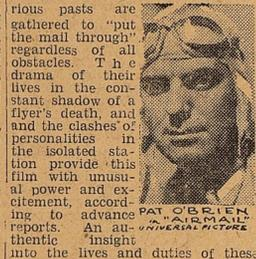 rious pasts are
gathered to "put
the mail through"
regardless of all
obstacles. The
drama of their
lives in the con-
stant shadow of a
flyer's death, and
and the clashes of
personalities in
the isolated sta-
tion provide this
film with unusu-
al power and ex-
citement, accord-
ing to advance
reports. An au-
thentic insight
into the lives and duties of these
PAT O'BRIEN
in "AIRMAIL"
UNIVERSAL PICTURE